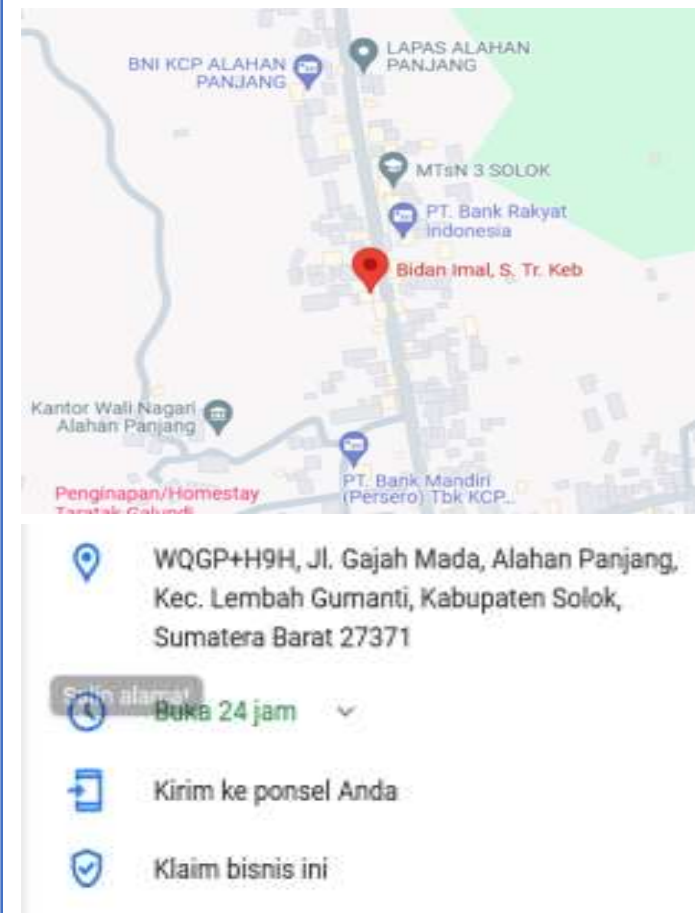 LAPAS ALAHAN
PANJANG
BNI KCP ALAHAN
PANJANG
MTsN 3 SOLOK
PT. Bank Rakyat
Indonesia
Bidan Imal, S. Tr. Keb
Kantor Wali Nagari
Alahan Panjang
PT. Bank Mandiri
(Persero) Tbk KCP...
Penginapan/Homestay
Taratak Galundi
WQGP+H9H, Jl. Gajah Mada, Alahan Panjang,
Kec. Lembah Gumanti, Kabupaten Solok,
Sumatera Barat 27371
Salin alamat
Buka 24 jam
Kirim ke ponsel Anda
Klaim bisnis ini